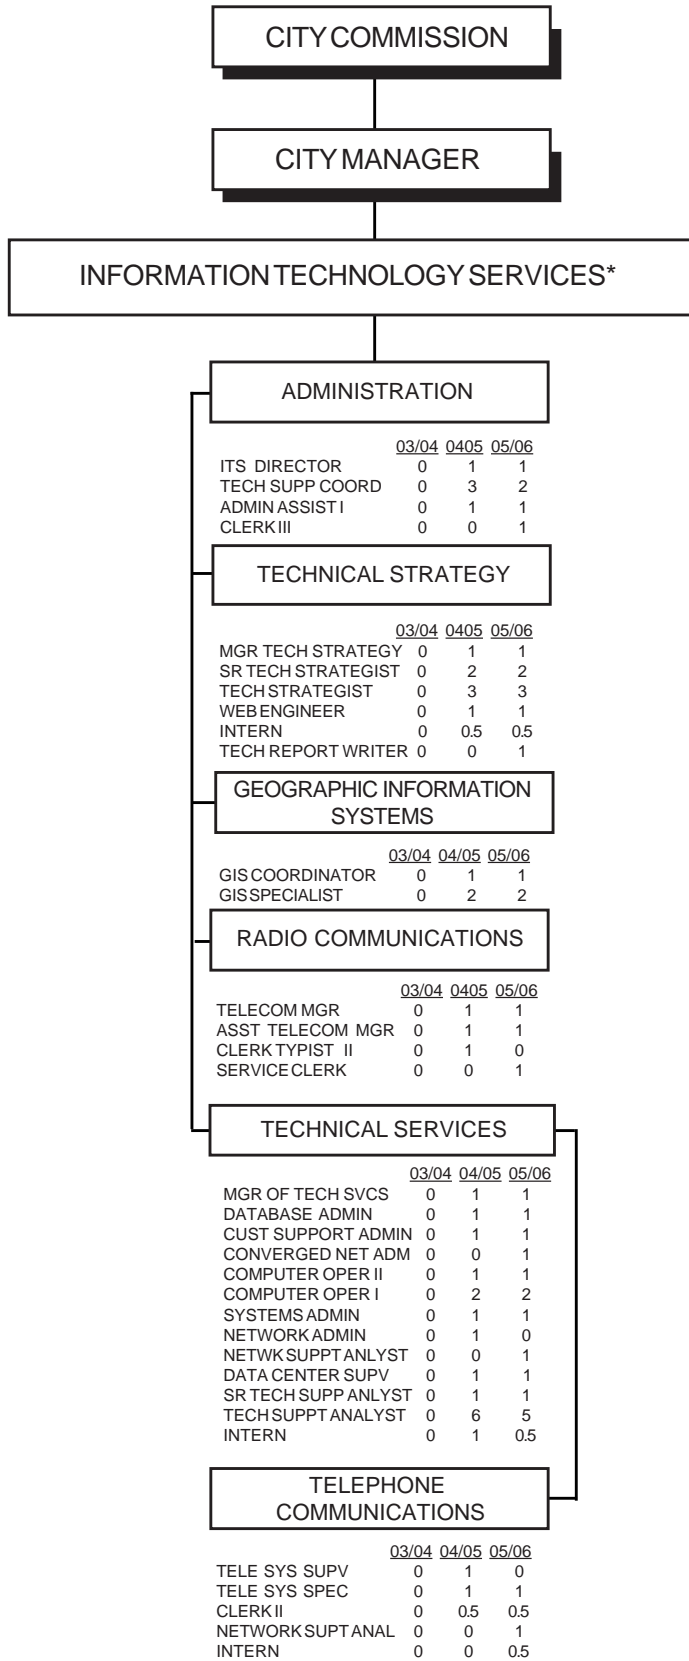 CITY COMMISSION
CITY MANAGER
INFORMATION TECHNOLOGY SERVICES*
ADMINISTRATION
03/04 0405 05/06
ITS DIRECTOR 0 1 1
TECH SUPP COORD 0 3 2
ADMIN ASSIST I 0 1 1
CLERK III 0 0 1
TECHNICAL STRATEGY
03/04 0405 05/06
MGR TECH STRATEGY 0 1 1
SR TECH STRATEGIST 0 2 2
TECH STRATEGIST 0 3 3
WEB ENGINEER 0 1 1
INTERN 0 0.5 0.5
TECH REPORT WRITER 0 0 1
GEOGRAPHIC INFORMATION
SYSTEMS
03/04 04/05 05/06
GIS COORDINATOR 0 1 1
GIS SPECIALIST 0 2 2
RADIO COMMUNICATIONS
03/04 0405 05/06
TELECOM MGR 0 1 1
ASST TELECOM MGR 0 1 1
CLERK TYPIST II 0 1 0
SERVICE CLERK 0 0 1
TECHNICAL SERVICES
03/04 04/05 05/06
MGR OF TECH SVCS 0 1 1
DATABASE ADMIN 0 1 1
CUST SUPPORT ADMIN 0 1 1
CONVERGED NET ADM 0 0 1
COMPUTER OPER II 0 1 1
COMPUTER OPER I 0 2 2
SYSTEMS ADMIN 0 1 1
NETWORK ADMIN 0 1 0
NETWK SUPPT ANLYST 0 0 1
DATA CENTER SUPV 0 1 1
SR TECH SUPP ANLYST 0 1 1
TECH SUPPT ANALYST 0 6 5
INTERN 0 1 0.5
TELEPHONE
COMMUNICATIONS
03/04 04/05 05/06
TELE SYS SUPV 0 1 0
TELE SYS SPEC 0 1 1
CLERK II 0 0.5 0.5
NETWORK SUPT ANAL 0 0 1
INTERN 0 0 0.5